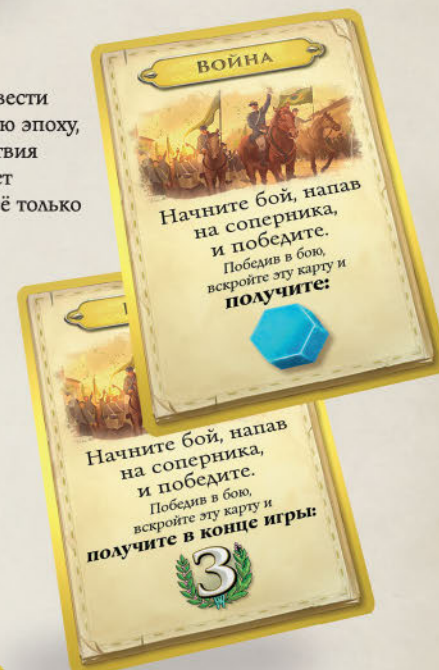 вести
ю эпоху,
твия
ет
ё только
ВОЙНА
Начните бой, напав
на соперника,
и победите.
Победив в бою,
вскройте эту карту и
получите:
Начните бой, напав
на соперника,
и победите.
Победив в бою,
вскройте эту карту и
получите в конце игры:
3